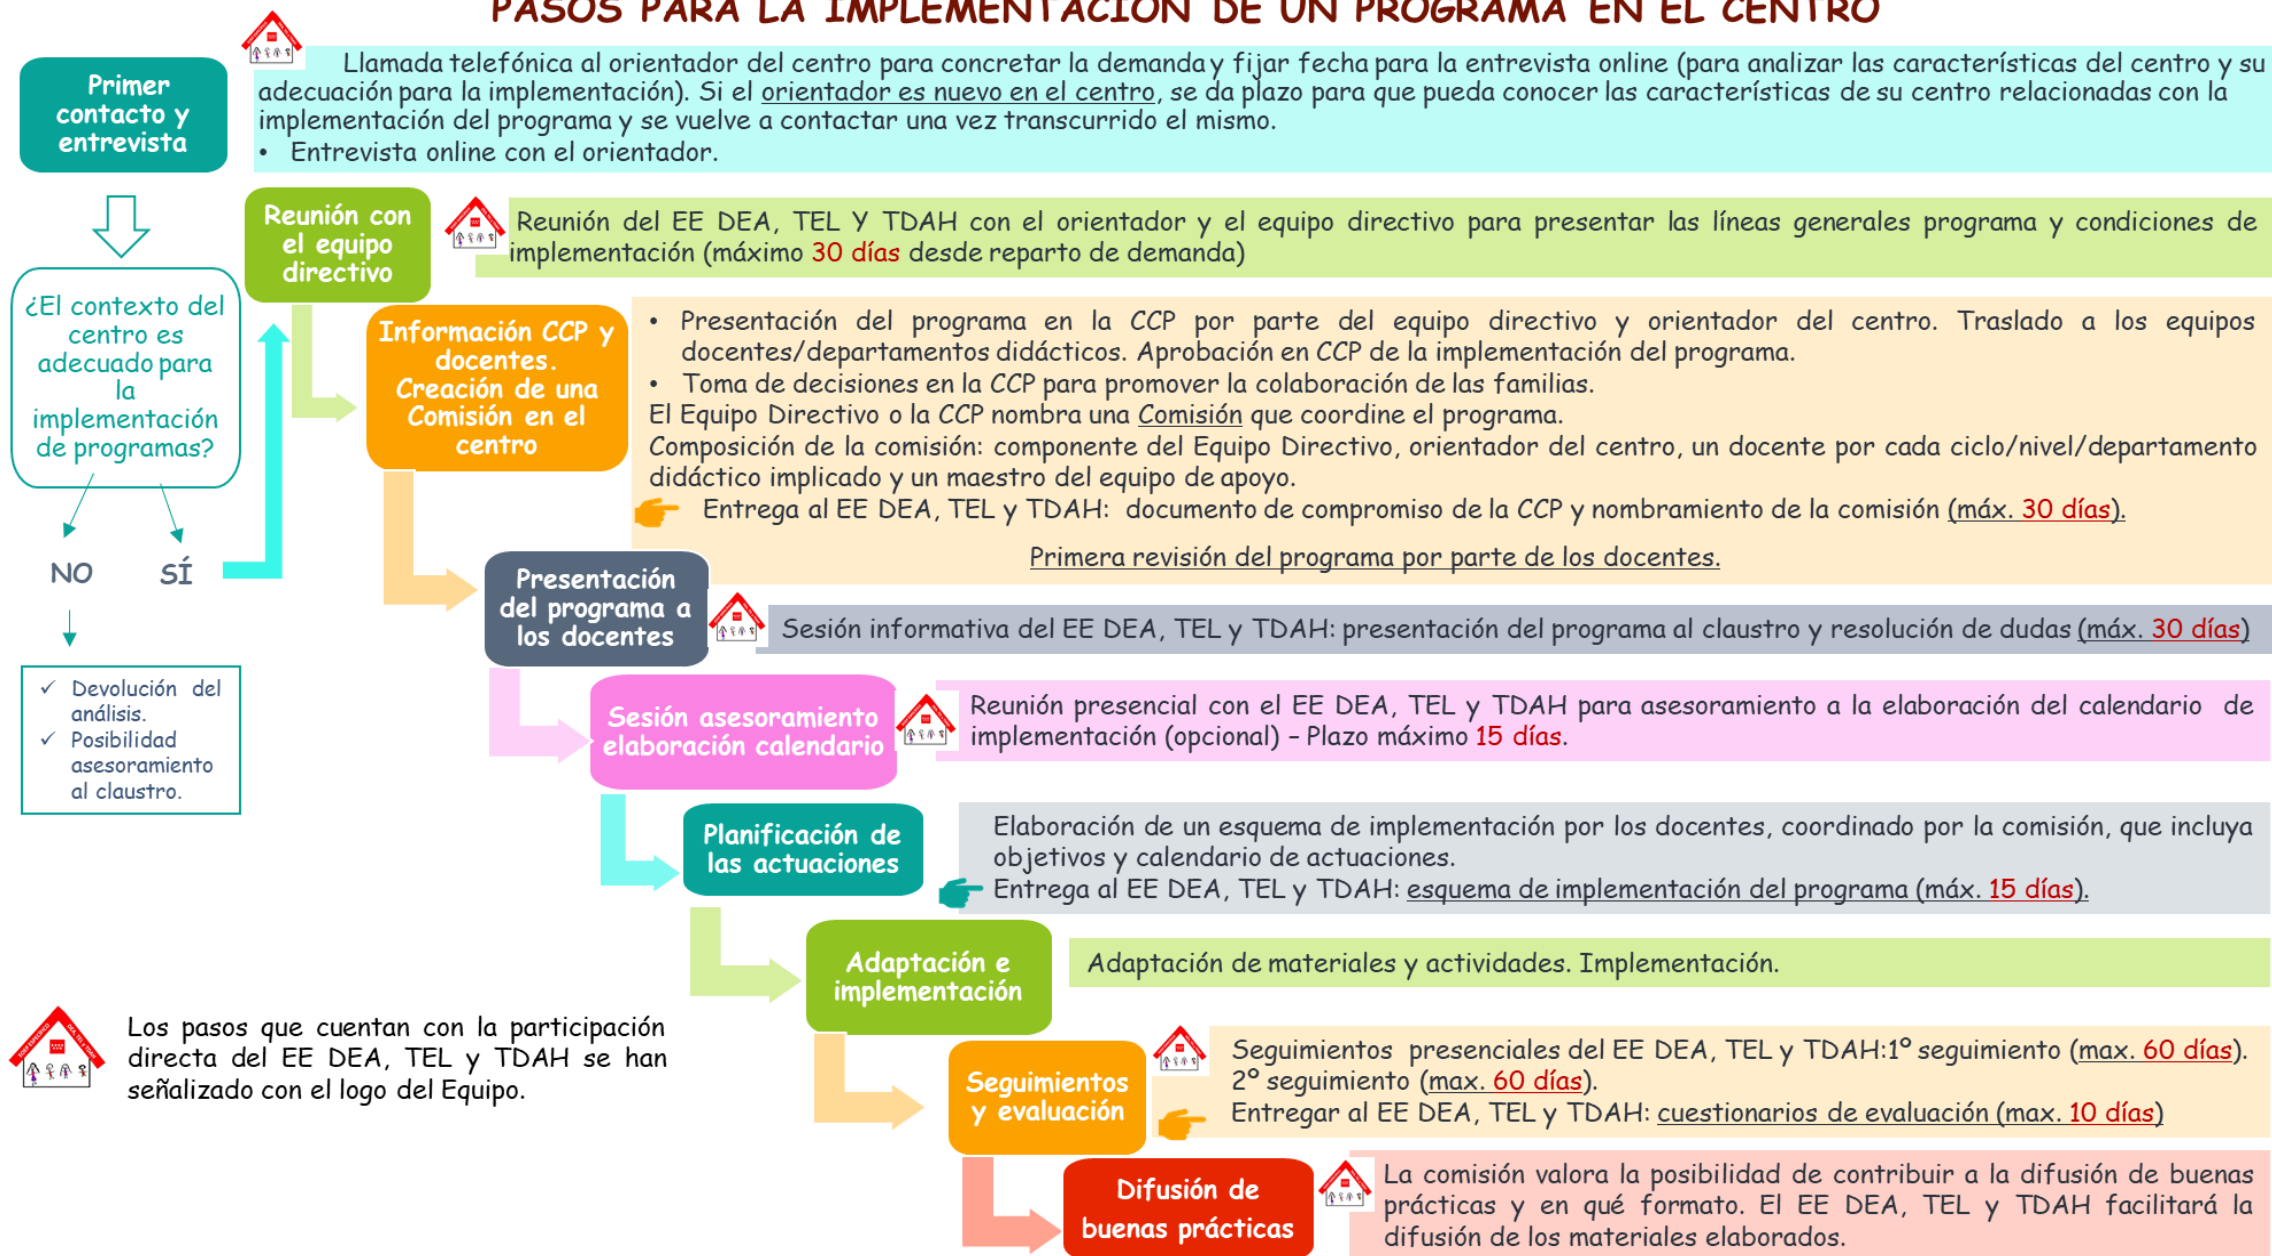 PASOS PARA LA IMPLEMENTACIÓN DE UN PROGRAMA EN EL CENTRO
Primer
contacto y
entrevista
Llamada telefónica al orientador del centro para concretar la demanda y fijar fecha para la entrevista online (para analizar las características del centro y su
adecuación para la implementación). Si el orientador es nuevo en el centro, se da plazo para que pueda conocer las características de su centro relacionadas con la
implementación del programa y se vuelve a contactar una vez transcurrido el mismo.
• Entrevista online con el orientador.
¿El contexto del
centro es
adecuado para
la
implementación
de programas?
NO
SÍ
✓ Devolución del
análisis.
✓ Posibilidad
asesoramiento
al claustro.
Reunión con
el equipo
directivo
Reunión del EE DEA, TEL Y TDAH con el orientador y el equipo directivo para presentar las líneas generales programa y condiciones de
implementación (máximo 30 días desde reparto de demanda)
Información CCP y
docentes.
Creación de una
Comisión en el
centro
• Presentación del programa en la CCP por parte del equipo directivo y orientador del centro. Traslado a los equipos
docentes/departamentos didácticos. Aprobación en CCP de la implementación del programa.
• Toma de decisiones en la CCP para promover la colaboración de las familias.
El Equipo Directivo o la CCP nombra una Comisión que coordine el programa.
Composición de la comisión: componente del Equipo Directivo, orientador del centro, un docente por cada ciclo/nivel/departamento
didáctico implicado y un maestro del equipo de apoyo.
Entrega al EE DEA, TEL y TDAH: documento de compromiso de la CCP y nombramiento de la comisión (máx. 30 días).
Primera revisión del programa por parte de los docentes.
Presentación
del programa a
los docentes
Sesión informativa del EE DEA, TEL y TDAH: presentación del programa al claustro y resolución de dudas (máx. 30 días)
Sesión asesoramiento
elaboración calendario
Reunión presencial con el EE DEA, TEL y TDAH para asesoramiento a la elaboración del calendario de
implementación (opcional) – Plazo máximo 15 días.
Planificación de
las actuaciones
Elaboración de un esquema de implementación por los docentes, coordinado por la comisión, que incluya
objetivos y calendario de actuaciones.
Entrega al EE DEA, TEL y TDAH: esquema de implementación del programa (máx. 15 días).
Adaptación e
implementación
Adaptación de materiales y actividades. Implementación.
Seguimientos
y evaluación
Seguimientos presenciales del EE DEA, TEL y TDAH:1º seguimiento (max. 60 días).
2º seguimiento (max. 60 días).
Entregar al EE DEA, TEL y TDAH: cuestionarios de evaluación (max. 10 días)
Difusión de
buenas prácticas
La comisión valora la posibilidad de contribuir a la difusión de buenas
prácticas y en qué formato. El EE DEA, TEL y TDAH facilitará la
difusión de los materiales elaborados.
Los pasos que cuentan con la participación
directa del EE DEA, TEL y TDAH se han
señalizado con el logo del Equipo.